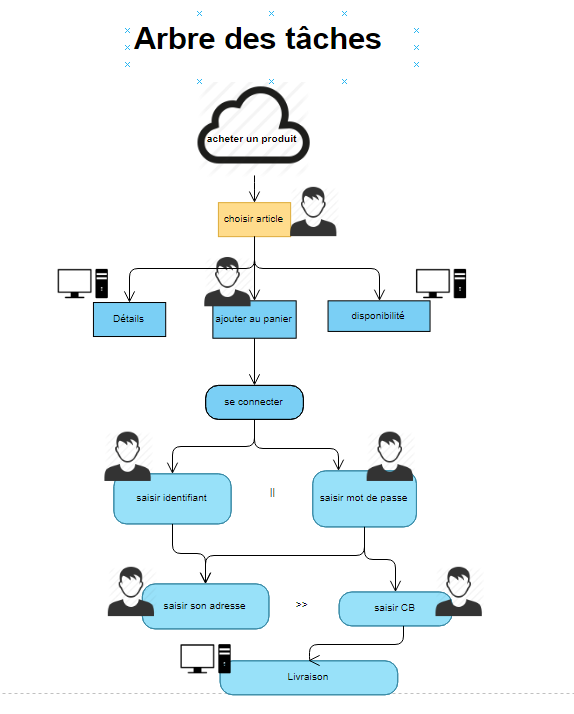 Arbre des tâches
acheter un produit
choisir article
Détails
ajouter au panier
disponibilité
se connecter
saisir identifiant
||
saisir mot de passe
saisir son adresse
>>
saisir CB
Livraison